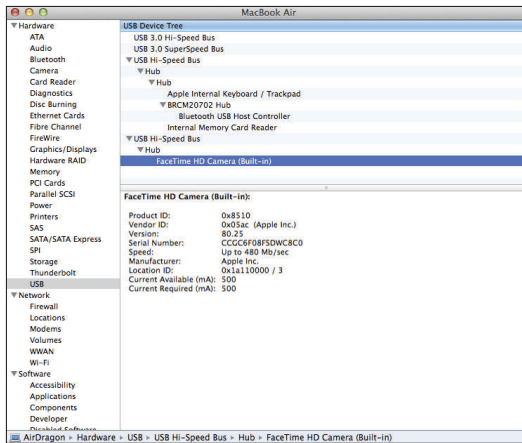 MacBook Air
Hardware
ATA
Audio
Bluetooth
Camera
Card Reader
Diagnostics
Disc Burning
Ethernet Cards
Fibre Channel
FireWire
Graphics/Displays
Hardware RAID
Memory
PCI Cards
Parallel SCSI
Power
Printers
SAS
SATA/SATA Express
SPI
Storage
Thunderbolt
USB
Network
Firewall
Locations
Modems
Volumes
WWAN
Wi-Fi
Software
Accessibility
Applications
Components
Developer
Disabled Software
USB Device Tree
USB 3.0 Hi-Speed Bus
USB 3.0 SuperSpeed Bus
USB Hi-Speed Bus
Hub
Hub
Apple Internal Keyboard / Trackpad
BRCM20702 Hub
Bluetooth USB Host Controller
Internal Memory Card Reader
USB Hi-Speed Bus
Hub
FaceTime HD Camera (Built-in)
FaceTime HD Camera (Built-in):
Product ID: 0x8510
Vendor ID: 0x05ac (Apple Inc.)
Version: 80.25
Serial Number: CCGC6F08FSDWC8C0
Speed: Up to 480 Mb/sec
Manufacturer: Apple Inc.
Location ID: 0x1a110000 / 3
Current Available (mA): 500
Current Required (mA): 500
AirDragon ▸ Hardware ▸ USB ▸ USB Hi-Speed Bus ▸ Hub ▸ FaceTime HD Camera (Built-in)